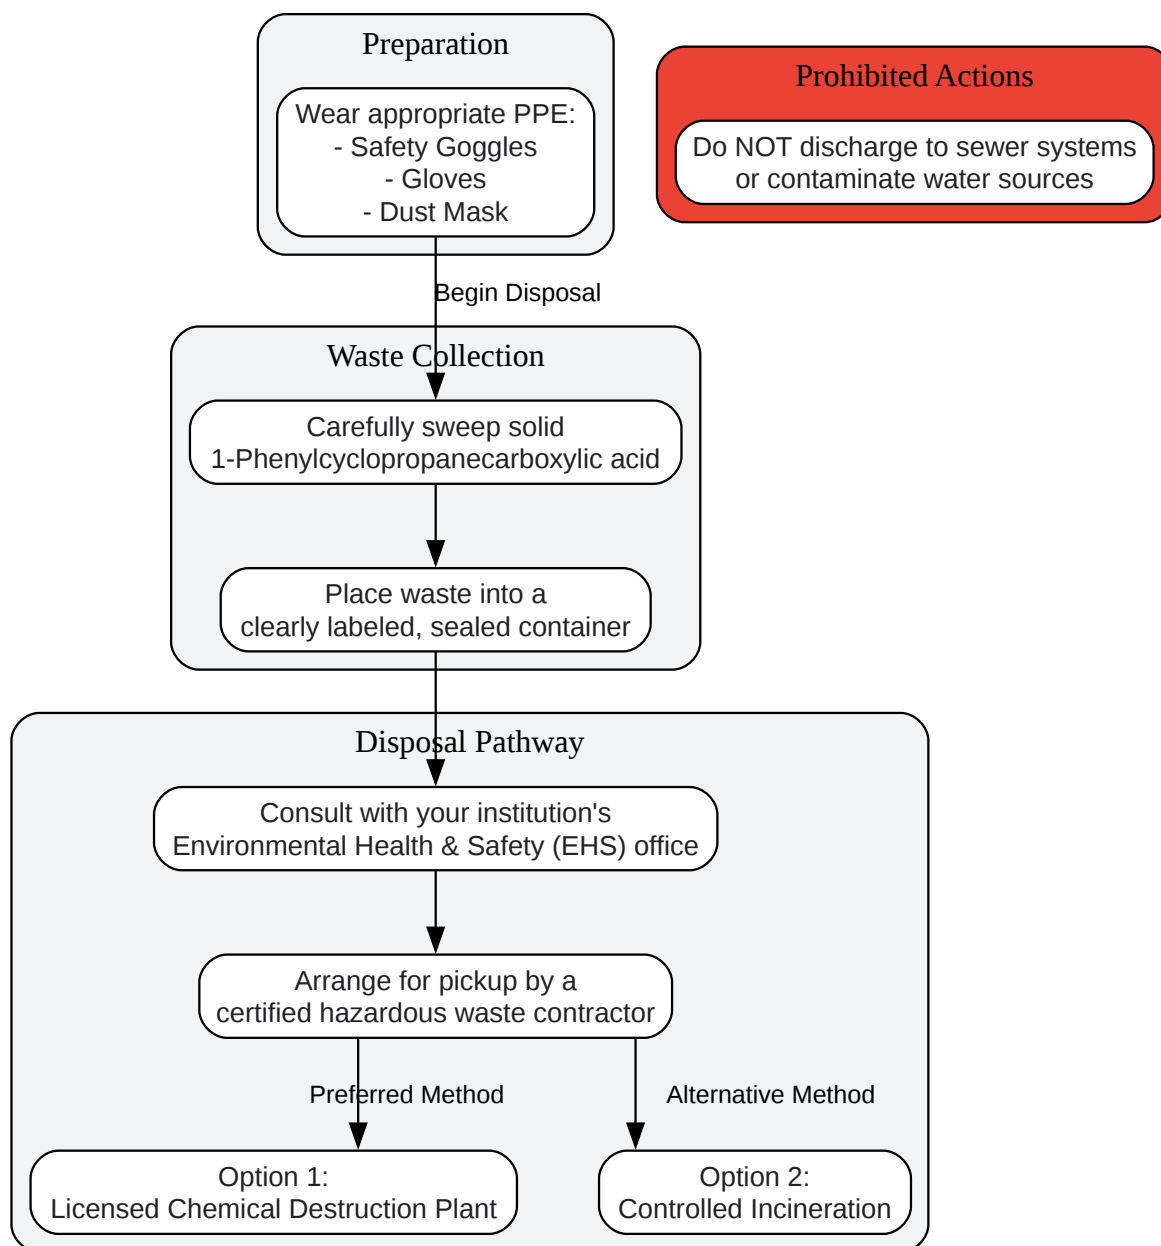 Preparation
Wear appropriate PPE:
- Safety Goggles
- Gloves
- Dust Mask
Prohibited Actions
Do NOT discharge to sewer systems
or contaminate water sources
Begin Disposal
Waste Collection
Carefully sweep solid
1-Phenylcyclopropanecarboxylic acid
Place waste into a
clearly labeled, sealed container
Disposal Pathway
Consult with your institution's
Environmental Health & Safety (EHS) office
Arrange for pickup by a
certified hazardous waste contractor
Preferred Method
Alternative Method
Option 1:
Licensed Chemical Destruction Plant
Option 2:
Controlled Incineration